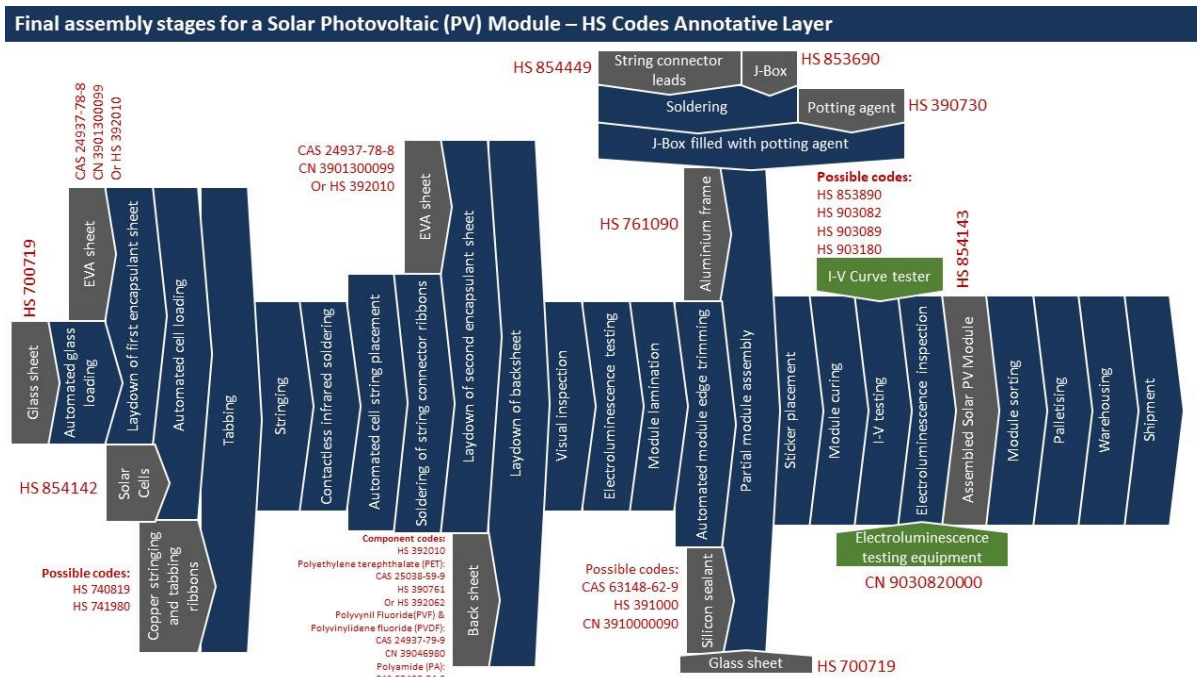 Final assembly stages for a Solar Photovoltaic (PV) Module – HS Codes Annotative Layer
HS 854449
String connector
leads
J-Box
HS 853690
Soldering
Potting agent
HS 390730
J-Box filled with potting agent
CAS 24937-78-8
CN 3901300099
Or HS 392010
EVA sheet
HS 700719
Glass sheet
Automated glass
loading
Laydown of first encapsulant sheet
Automated cell loading
Tabbing
HS 854142
Solar
Cells
Possible codes:
HS 740819
HS 741980
Copper stringing
and tabbing
ribbons
Stringing
Contactless infrared soldering
Automated cell string placement
Soldering of string connector ribbons
CAS 24937-78-8
CN 3901300099
Or HS 392010
EVA sheet
Laydown of second encapsulant sheet
Laydown of backsheet
Component codes:
HS 392010
Polyethylene terephthalate (PET):
CAS 25038-59-9
HS 390761
Or HS 392062
Polyvynil Fluoride(PVF) &
Polyvinylidene fluoride (PVDF):
CAS 24937-79-9
CN 39046980
Polyamide (PA):
Back sheet
Visual inspection
Electroluminescence testing
Module lamination
Automated module edge trimming
HS 761090
Aluminium frame
Partial module assembly
Possible codes:
CAS 63148-62-9
HS 391000
CN 3910000090
Silicon sealant
Glass sheet
HS 700719
Sticker placement
Module curing
I-V testing
Electroluminescence inspection
Possible codes:
HS 853890
HS 903082
HS 903089
HS 903180
I-V Curve tester
HS 854143
Assembled Solar PV Module
Electroluminescence
testing equipment
CN 9030820000
Module sorting
Palletising
Warehousing
Shipment